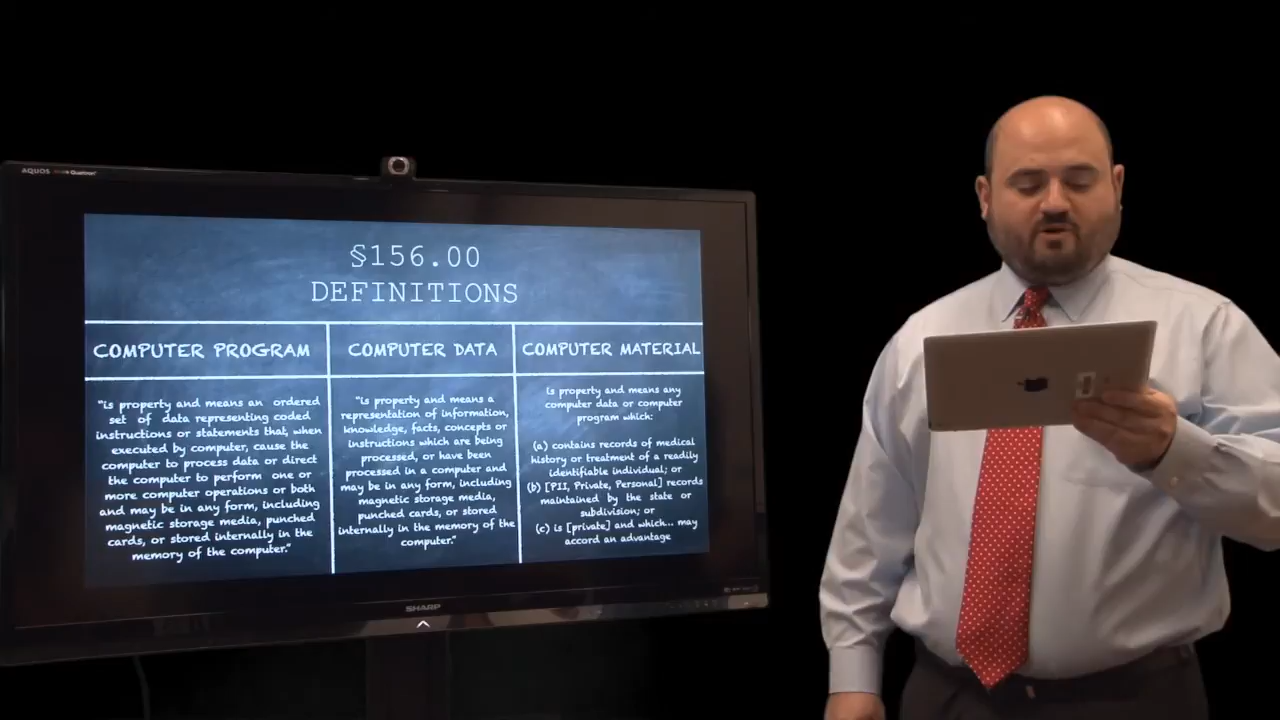 AQUOS Quattron
§156.00
DEFINITIONS
COMPUTER PROGRAM
"is property and means an ordered
set of data representing coded
instructions or statements that, when
executed by computer, cause the
computer to process data or direct
the computer to perform one or
more computer operations or both
and may be in any form, including
magnetic storage media, punched
cards, or stored internally in the
memory of the computer."
COMPUTER DATA
"is property and means a
representation of information,
knowledge, facts, concepts or
instructions which are being
processed, or have been
processed in a computer and
may be in any form, including
magnetic storage media,
punched cards, or stored
internally in the memory of the
computer."
COMPUTER MATERIAL
is property and means any
computer data or computer
program which:
(a) contains records of medical
history or treatment of a readily
identifiable individual; or
(b) [PII, Private, Personal] records
maintained by the state or
subdivision; or
(c) is [private] and which... may
accord an advantage
SHARP